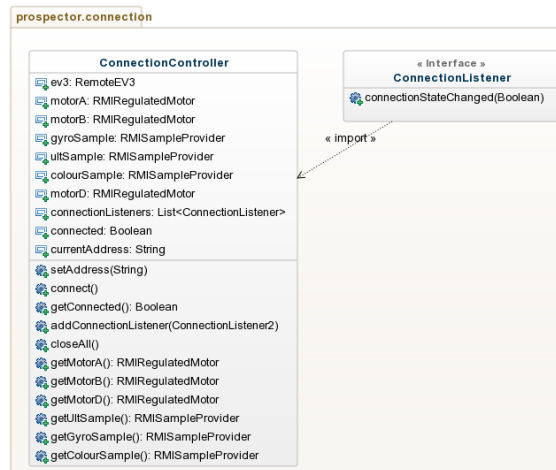 prospector.connection
ConnectionController
ev3: RemoteEV3
motorA: RMIRegulatedMotor
motorB: RMIRegulatedMotor
gyroSample: RMISampleProvider
ultSample: RMISampleProvider
colourSample: RMISampleProvider
motorD: RMIRegulatedMotor
connectionListeners: List<ConnectionListener>
connected: Boolean
currentAddress: String
setAddress(String)
connect()
getConnected(): Boolean
addConnectionListener(ConnectionListener2)
closeAll()
getMotorA(): RMIRegulatedMotor
getMotorB(): RMIRegulatedMotor
getMotorD(): RMIRegulatedMotor
getUltSample(): RMISampleProvider
getGyroSample(): RMISampleProvider
getColourSample(): RMISampleProvider
« Interface »
ConnectionListener
connectionStateChanged(Boolean)
« import »